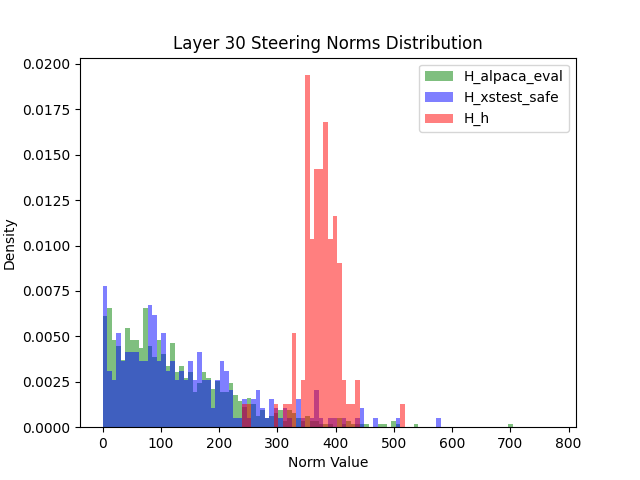 Layer 30 Steering Norms Distribution
H_alpaca_eval
H_xstest_safe
H_h
Density
0.0200
0.0175
0.0150
0.0125
0.0100
0.0075
0.0050
0.0025
0.0000
0 100 200 300 400 500 600 700 800
Norm Value